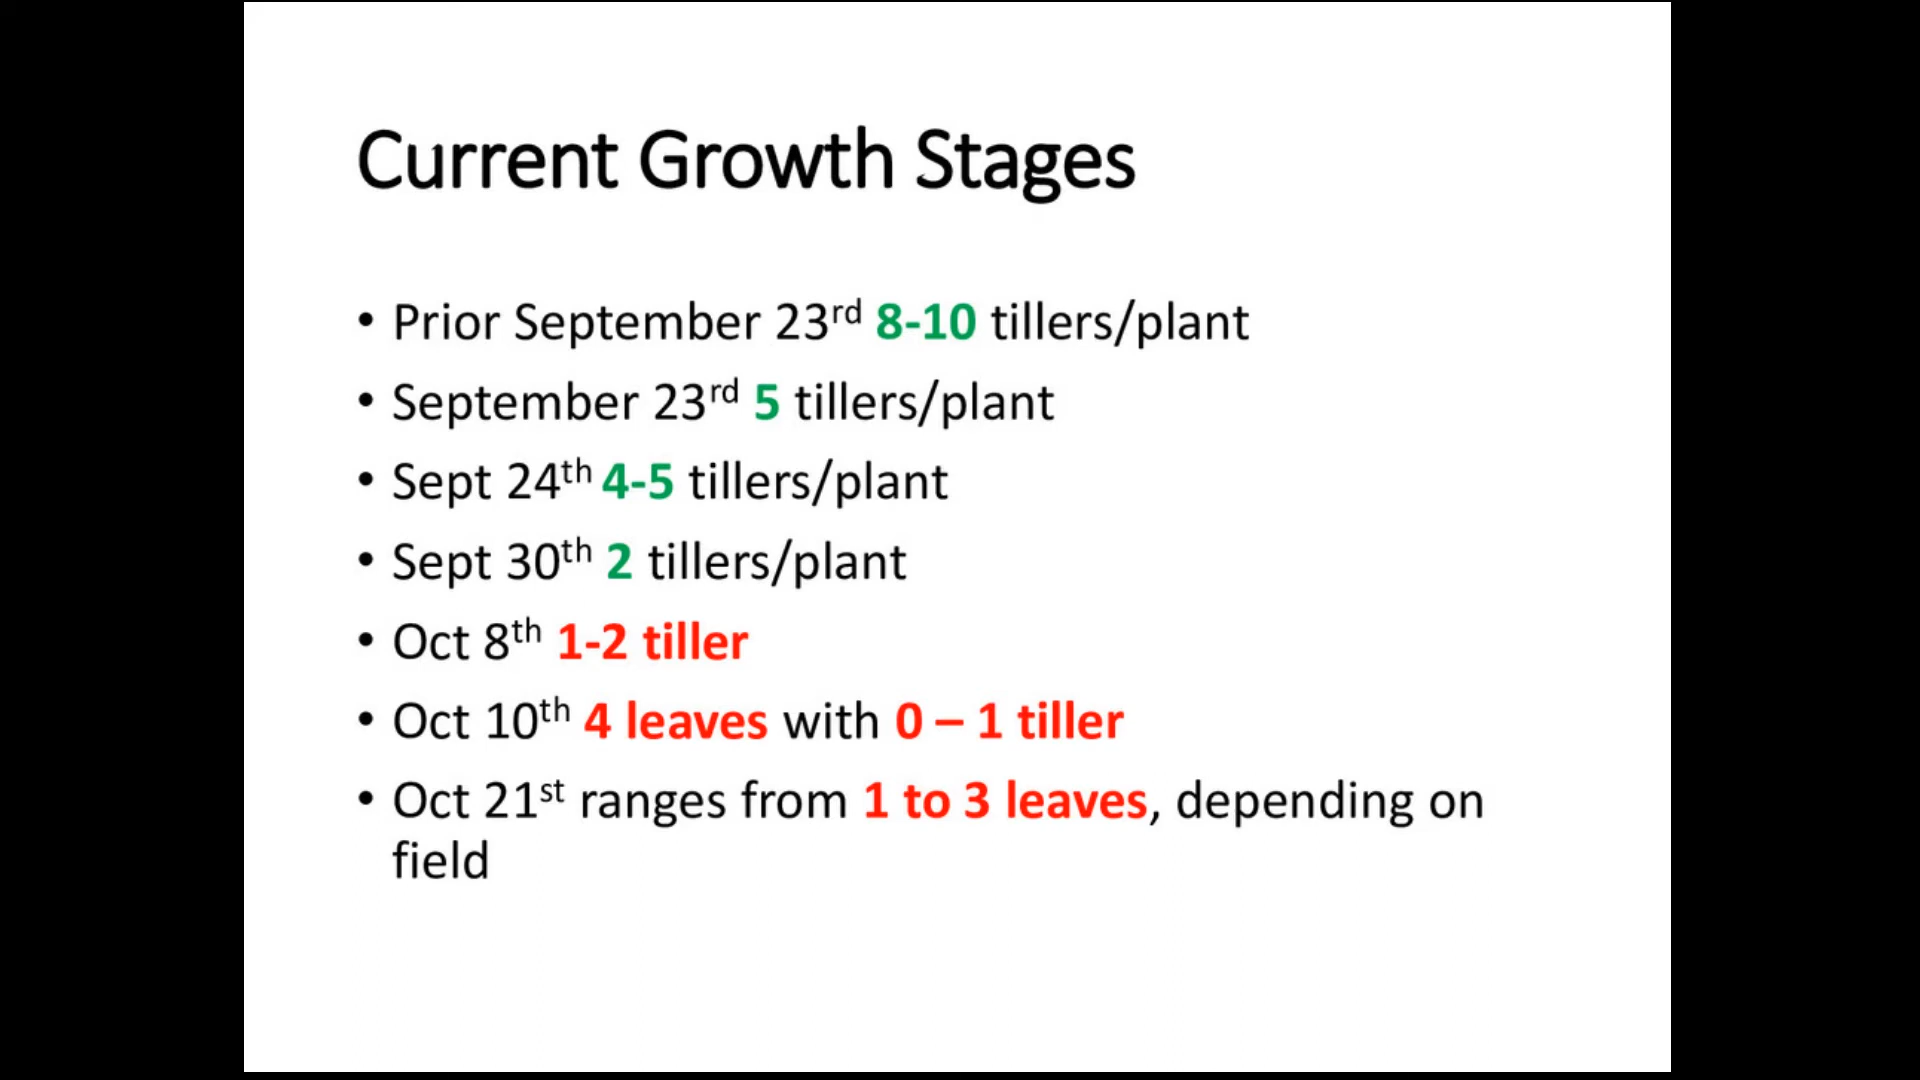 Current Growth Stages
• Prior September 23rd 8-10 tillers/plant
• September 23rd 5 tillers/plant
• Sept 24th 4-5 tillers/plant
• Sept 30th 2 tillers/plant
• Oct 8th 1-2 tiller
• Oct 10th 4 leaves with 0 – 1 tiller
• Oct 21st ranges from 1 to 3 leaves, depending on
field